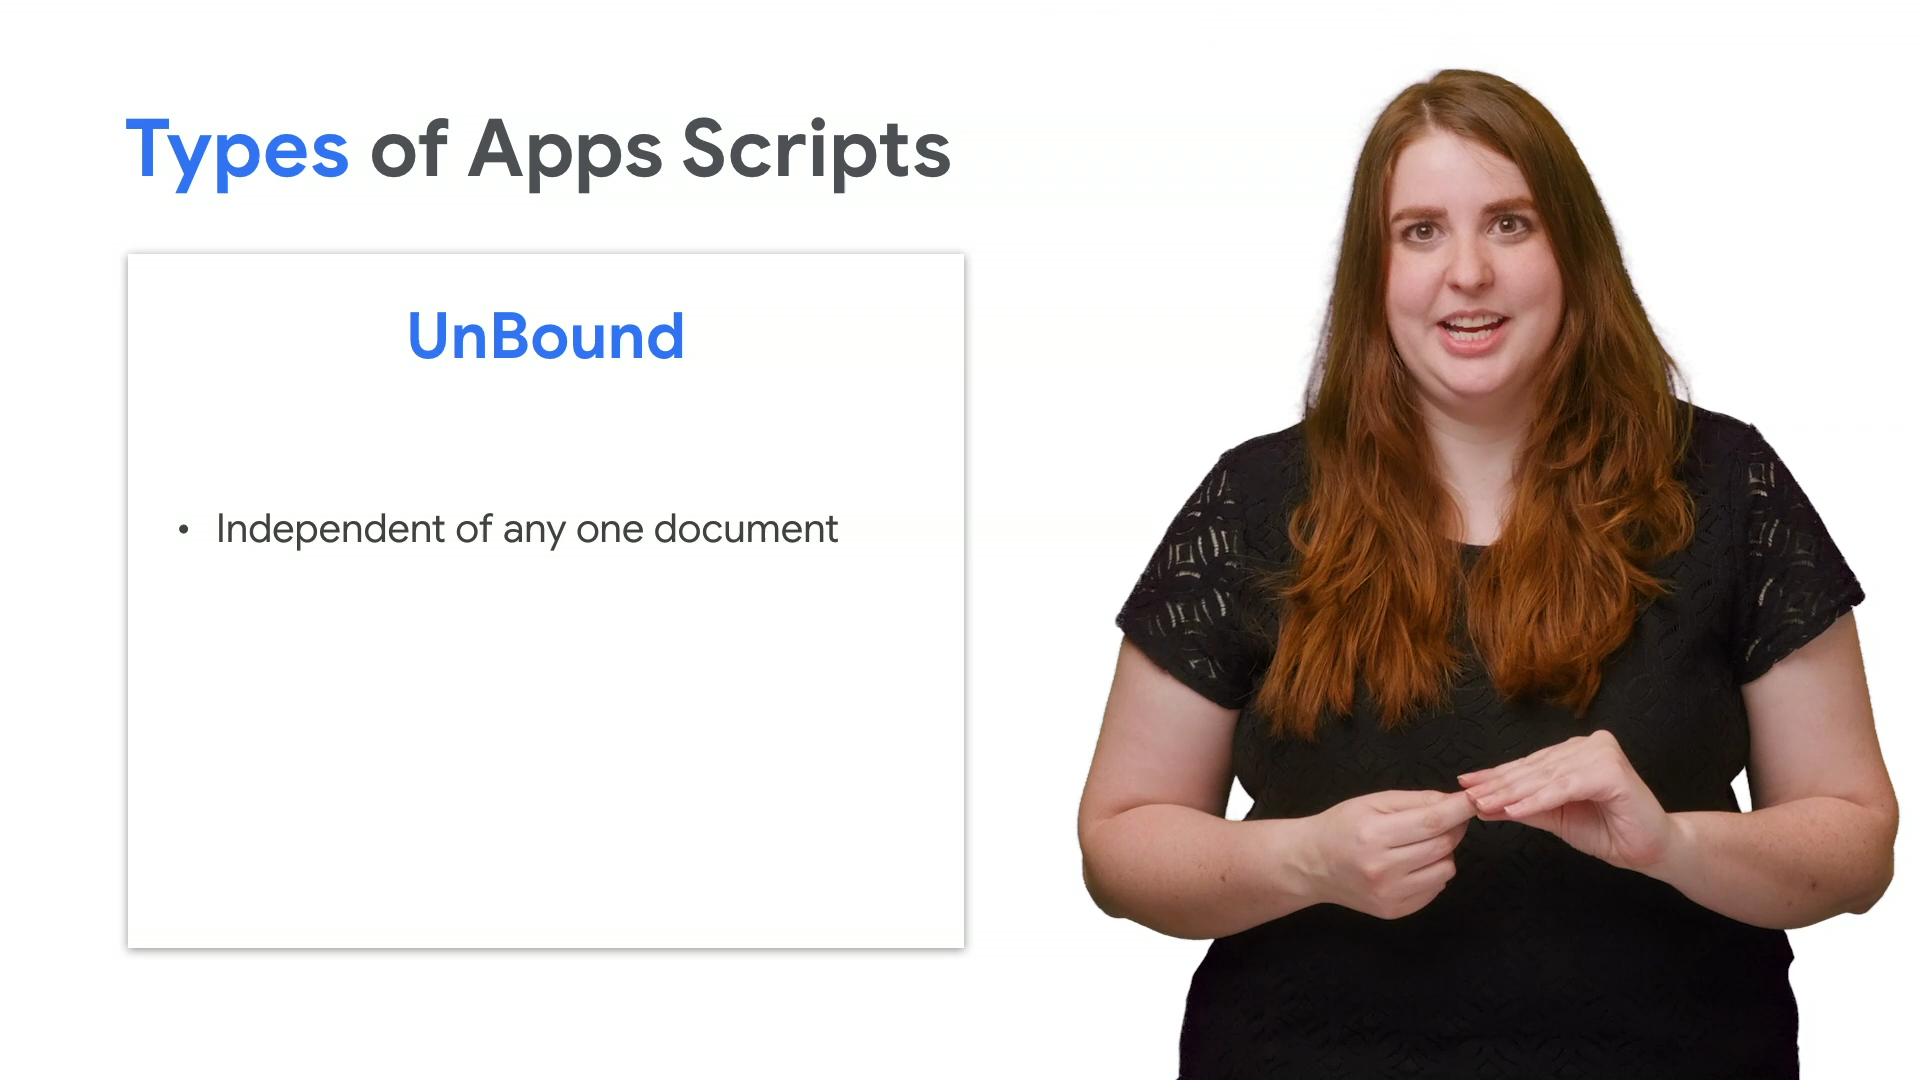 Types of Apps Scripts
UnBound
• Independent of any one document